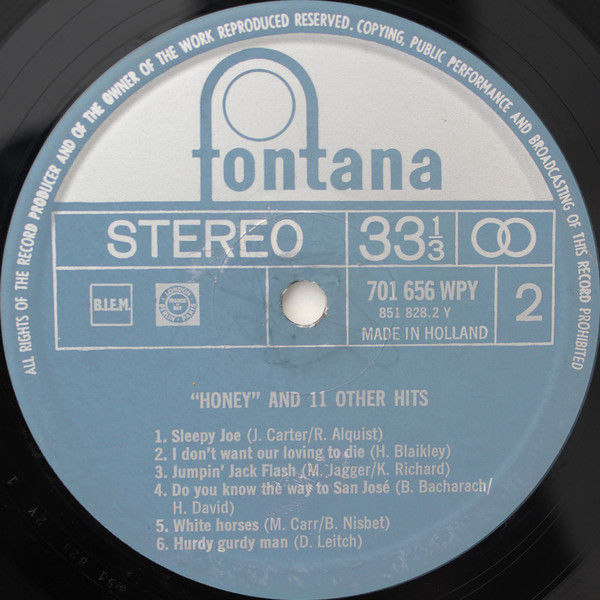 ALL RIGHTS OF THE RECORD PRODUCER AND OF THE OWNER OF THE WORK REPRODUCED RESERVED. COPYING, PUBLIC PERFORMANCE AND BROADCASTING OF THIS RECORD PROHIBITED
fontana
STEREO 33 1/3
B.I.E.M. 701 656 WPY 2
851 828.2 Y
MADE IN HOLLAND
"HONEY" AND 11 OTHER HITS
1. Sleepy Joe (J. Carter/R. Alquist)
2. I don't want our loving to die (H. Blaikley)
3. Jumpin' Jack Flash (M. Jagger/K. Richard)
4. Do you know the way to San José (B. Bacharach/
H. David)
5. White horses (M. Carr/B. Nisbet)
6. Hurdy gurdy man (D. Leitch)